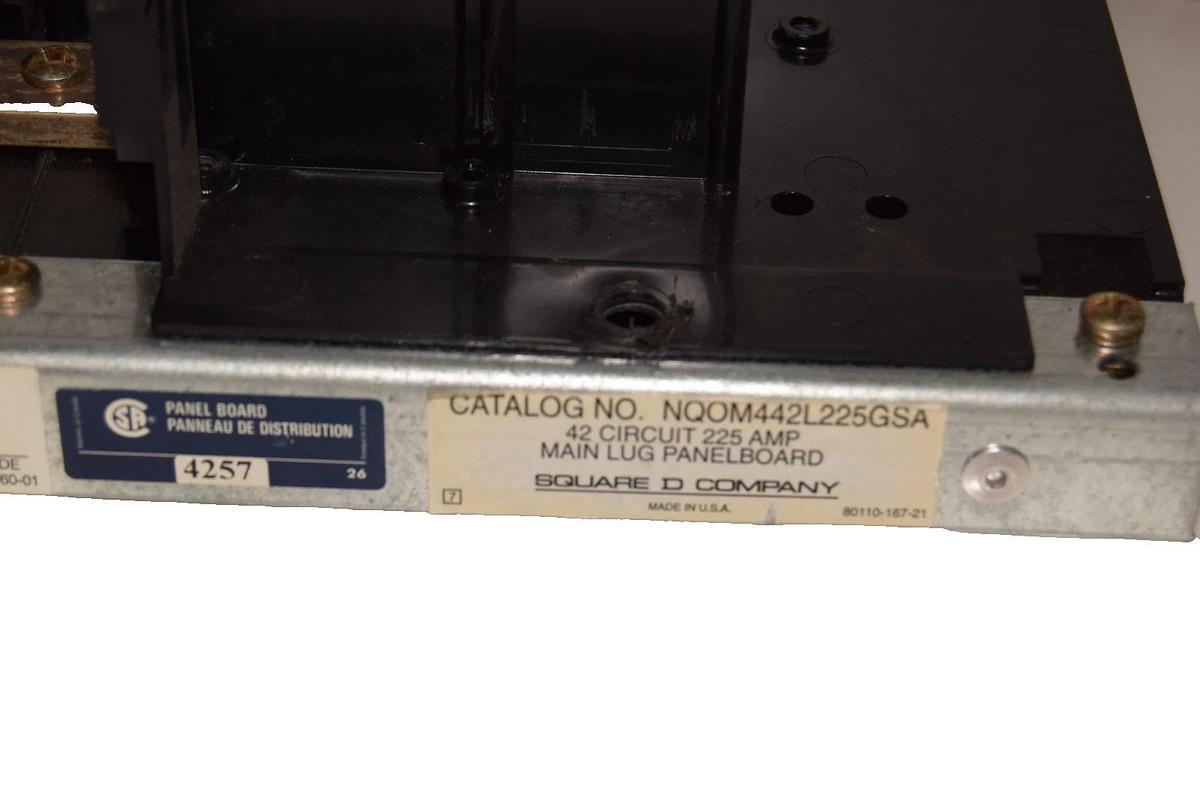 DE
60-01
SA
PANEL BOARD
PANNEAU DE DISTRIBUTION
4257
26
CATALOG NO. NQOM442L225GSA
42 CIRCUIT 225 AMP
MAIN LUG PANELBOARD
SQUARE D COMPANY
7
MADE IN U.S.A.
80110-167-21